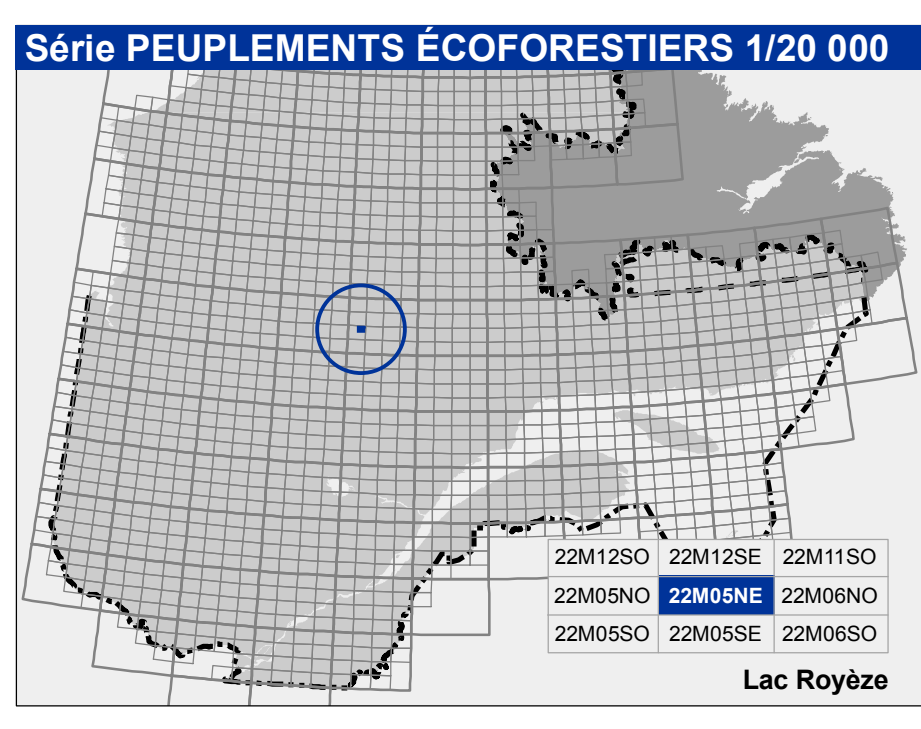 Série PEUPLEMENTS ÉCOFORESTIERS 1/20 000
22M12SO 22M12SE 22M11SO
22M05NO 22M05NE 22M06NO
22M05SO 22M05SE 22M06SO
Lac Royèze